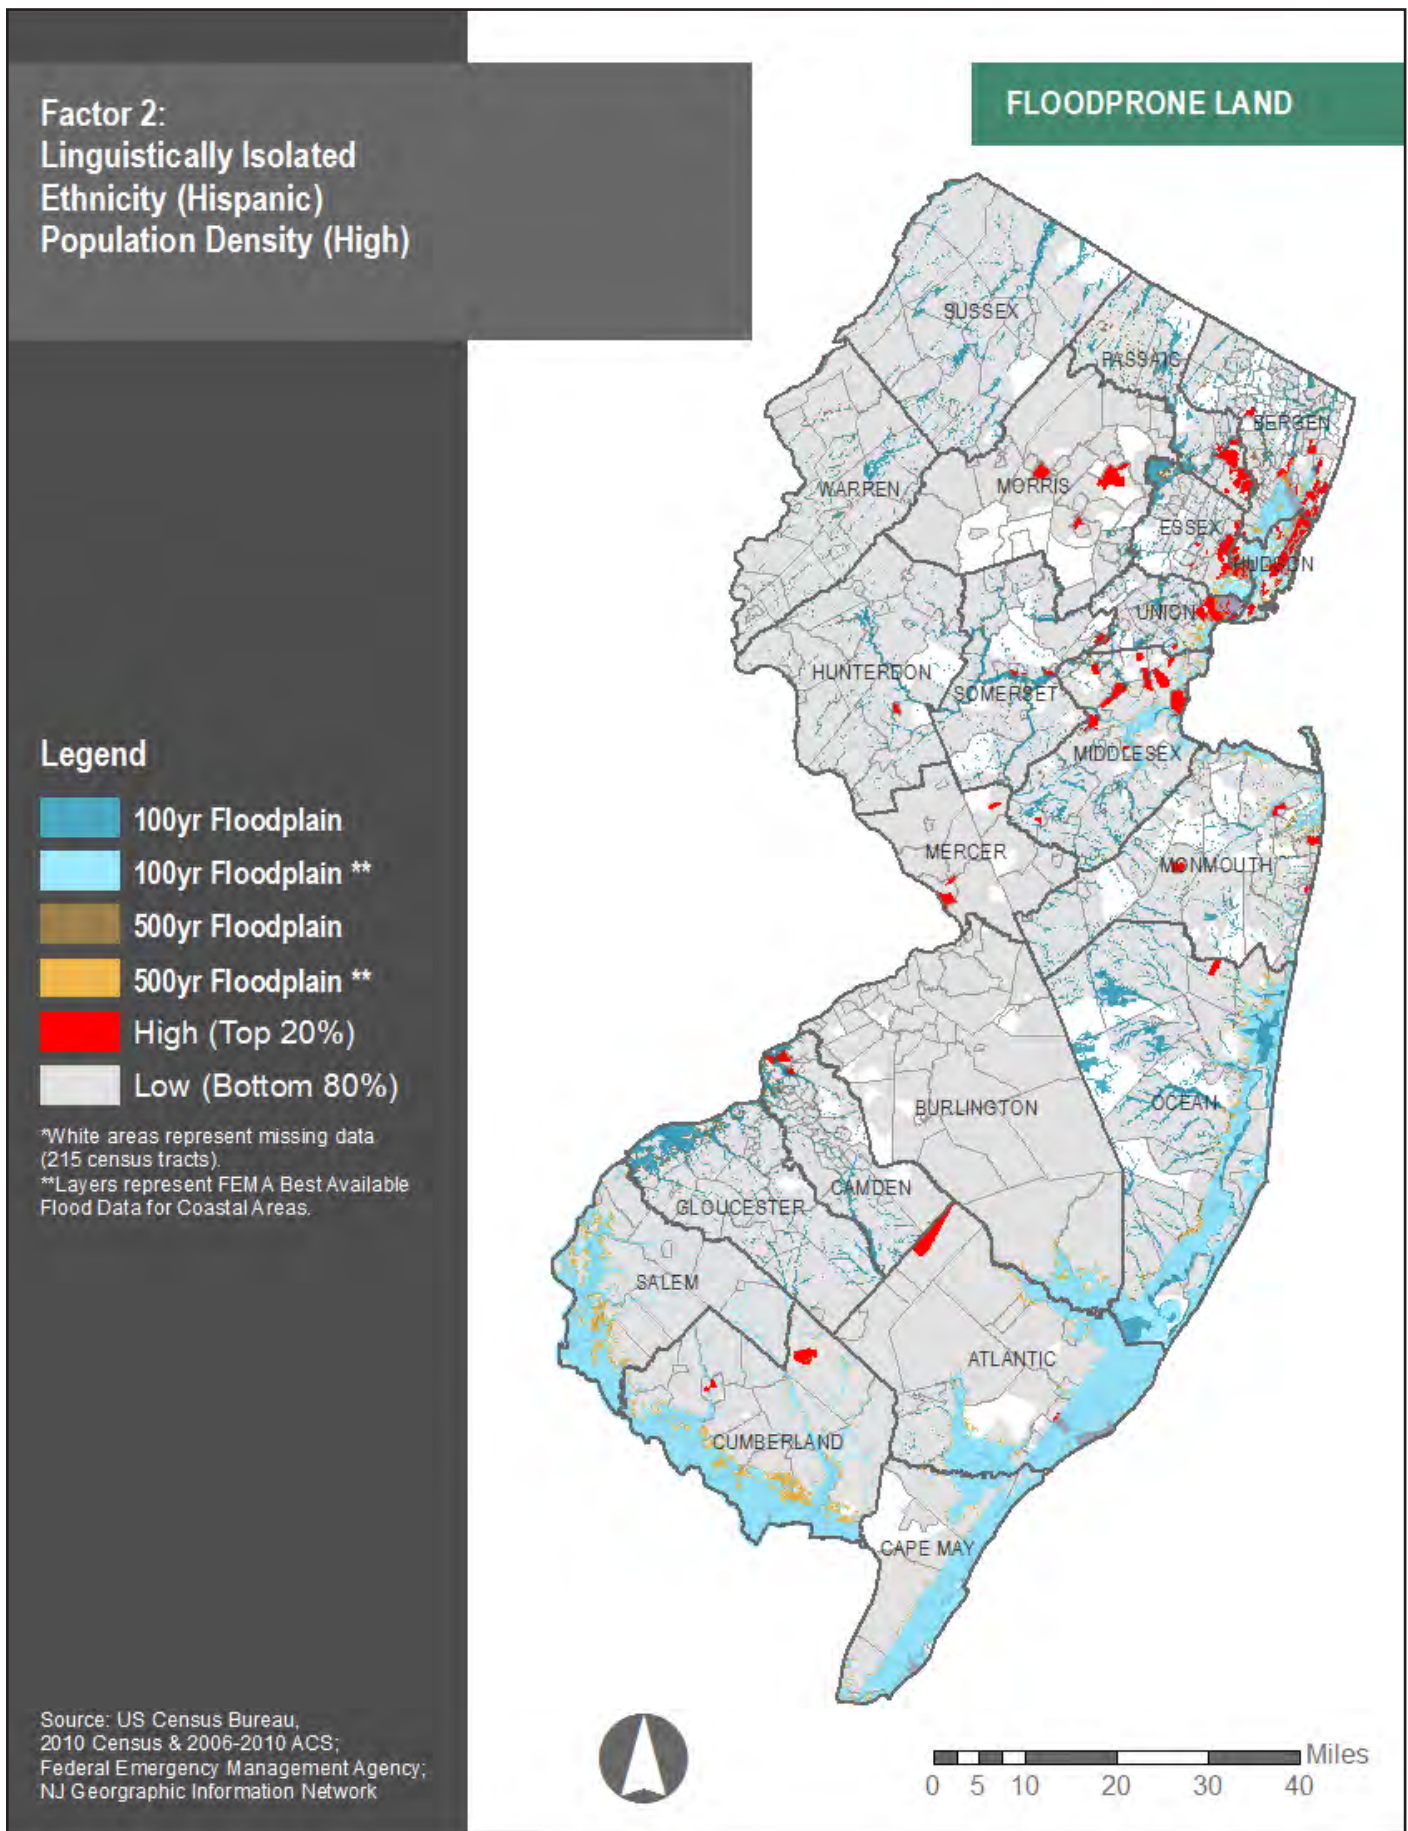 Factor 2:
Linguistically Isolated
Ethnicity (Hispanic)
Population Density (High)
FLOODPRONE LAND
SUSSEX
PASSAIC
BERGEN
WARREN
MORRIS
ESSEX
HUDSON
UNION
HUNTERDON
SOMERSET
MIDDLESEX
MERCER
MONMOUTH
BURLINGTON
OCEAN
CAMDEN
GLOUCESTER
SALEM
ATLANTIC
CUMBERLAND
CAPE MAY
Legend
100yr Floodplain
100yr Floodplain **
500yr Floodplain
500yr Floodplain **
High (Top 20%)
Low (Bottom 80%)
*White areas represent missing data
(215 census tracts).
**Layers represent FEMA Best Available
Flood Data for Coastal Areas.
Source: US Census Bureau,
2010 Census & 2006-2010 ACS;
Federal Emergency Management Agency;
NJ Georgraphic Information Network
Miles
0 5 10 20 30 40